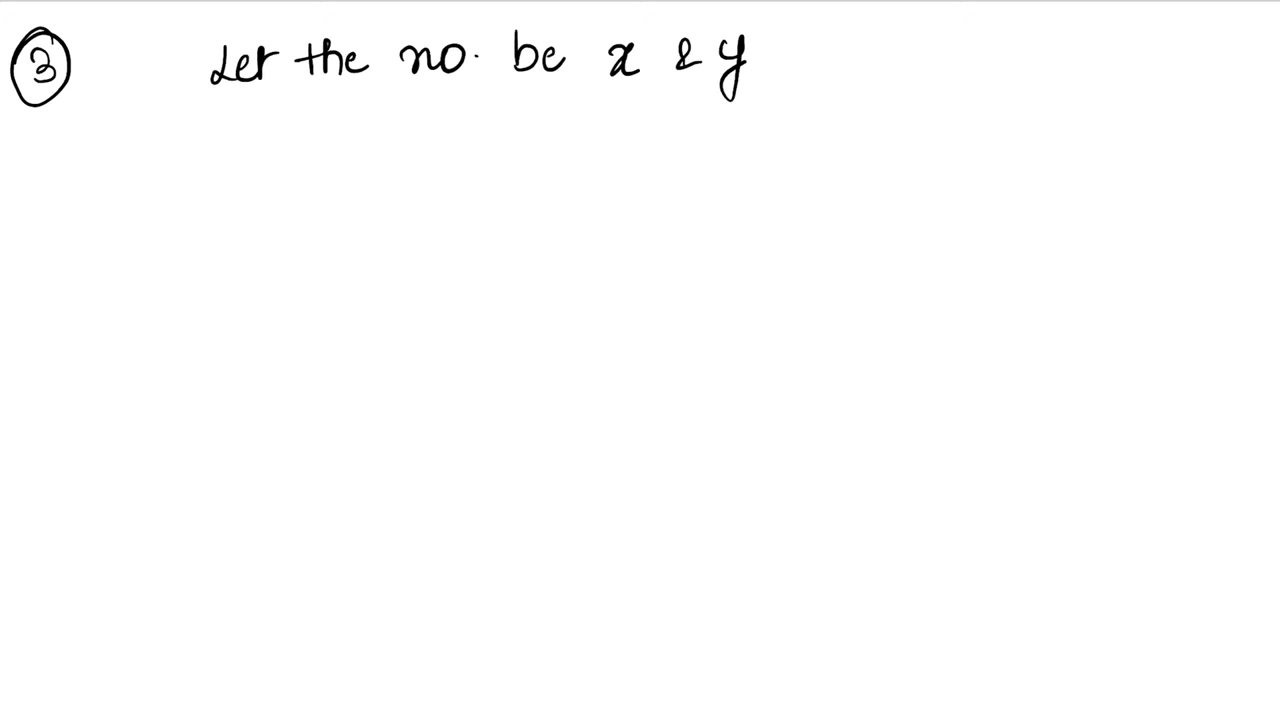 ③ Let the no. be x & y